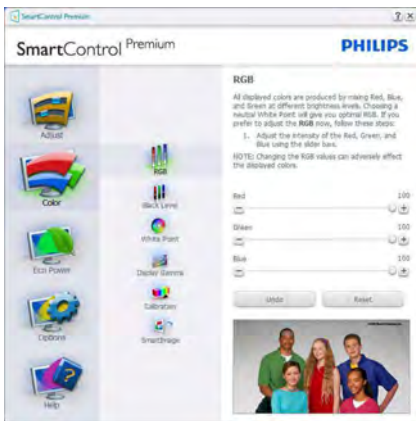 SmartControl Premium
SmartControl Premium
PHILIPS
Adjust
Color
Eco Power
Options
Help
RGB
Black Level
White Point
Display Gamma
Calibration
SmartImage
RGB
All displayed colors are produced by mixing Red, Blue,
and Green at different brightness levels. Choosing a
neutral White Point will give you optimal RGB. If you
prefer to adjust the RGB now, follow these steps:
1. Adjust the intensity of the Red, Green, and
Blue using the slider bars.
NOTE: Changing the RGB values can adversely effect
the displayed colors.
Red 100
Green 100
Blue 100
Undo Reset